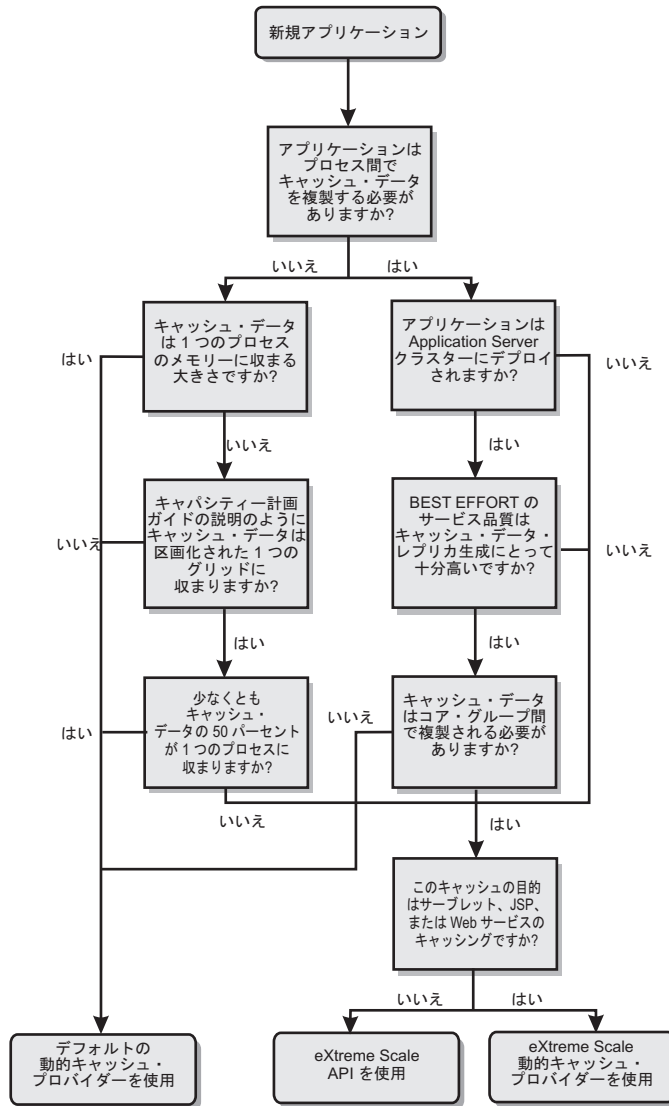 新規アプリケーション
アプリケーションは
プロセス間で
キャッシュ・データ
を複製する必要が
ありますか?
いいえ
はい
キャッシュ・データ
は 1 つのプロセス
のメモリーに収まる
大きさですか?
アプリケーションは
Application Server
クラスターにデプロイ
されますか?
はい
いいえ
いいえ
はい
キャパシティー計画
ガイドの説明のように
キャッシュ・データは
区画化された 1 つの
グリッドに
収まりますか?
BEST EFFORT の
サービス品質は
キャッシュ・データ・
レプリカ生成にとって
十分高いですか?
いいえ
いいえ
はい
はい
少なくとも
キャッシュ・
データの 50 パーセント
が 1 つのプロセスに
収まりますか?
キャッシュ・データ
はコア・グループ間
で複製される必要が
ありますか?
はい
いいえ
いいえ
はい
このキャッシュの目的
はサーブレット、JSP、
または Web サービスの
キャッシングですか?
いいえ
はい
デフォルトの
動的キャッシュ・
プロバイダーを使用
eXtreme Scale
API を使用
eXtreme Scale
動的キャッシュ・
プロバイダーを使用